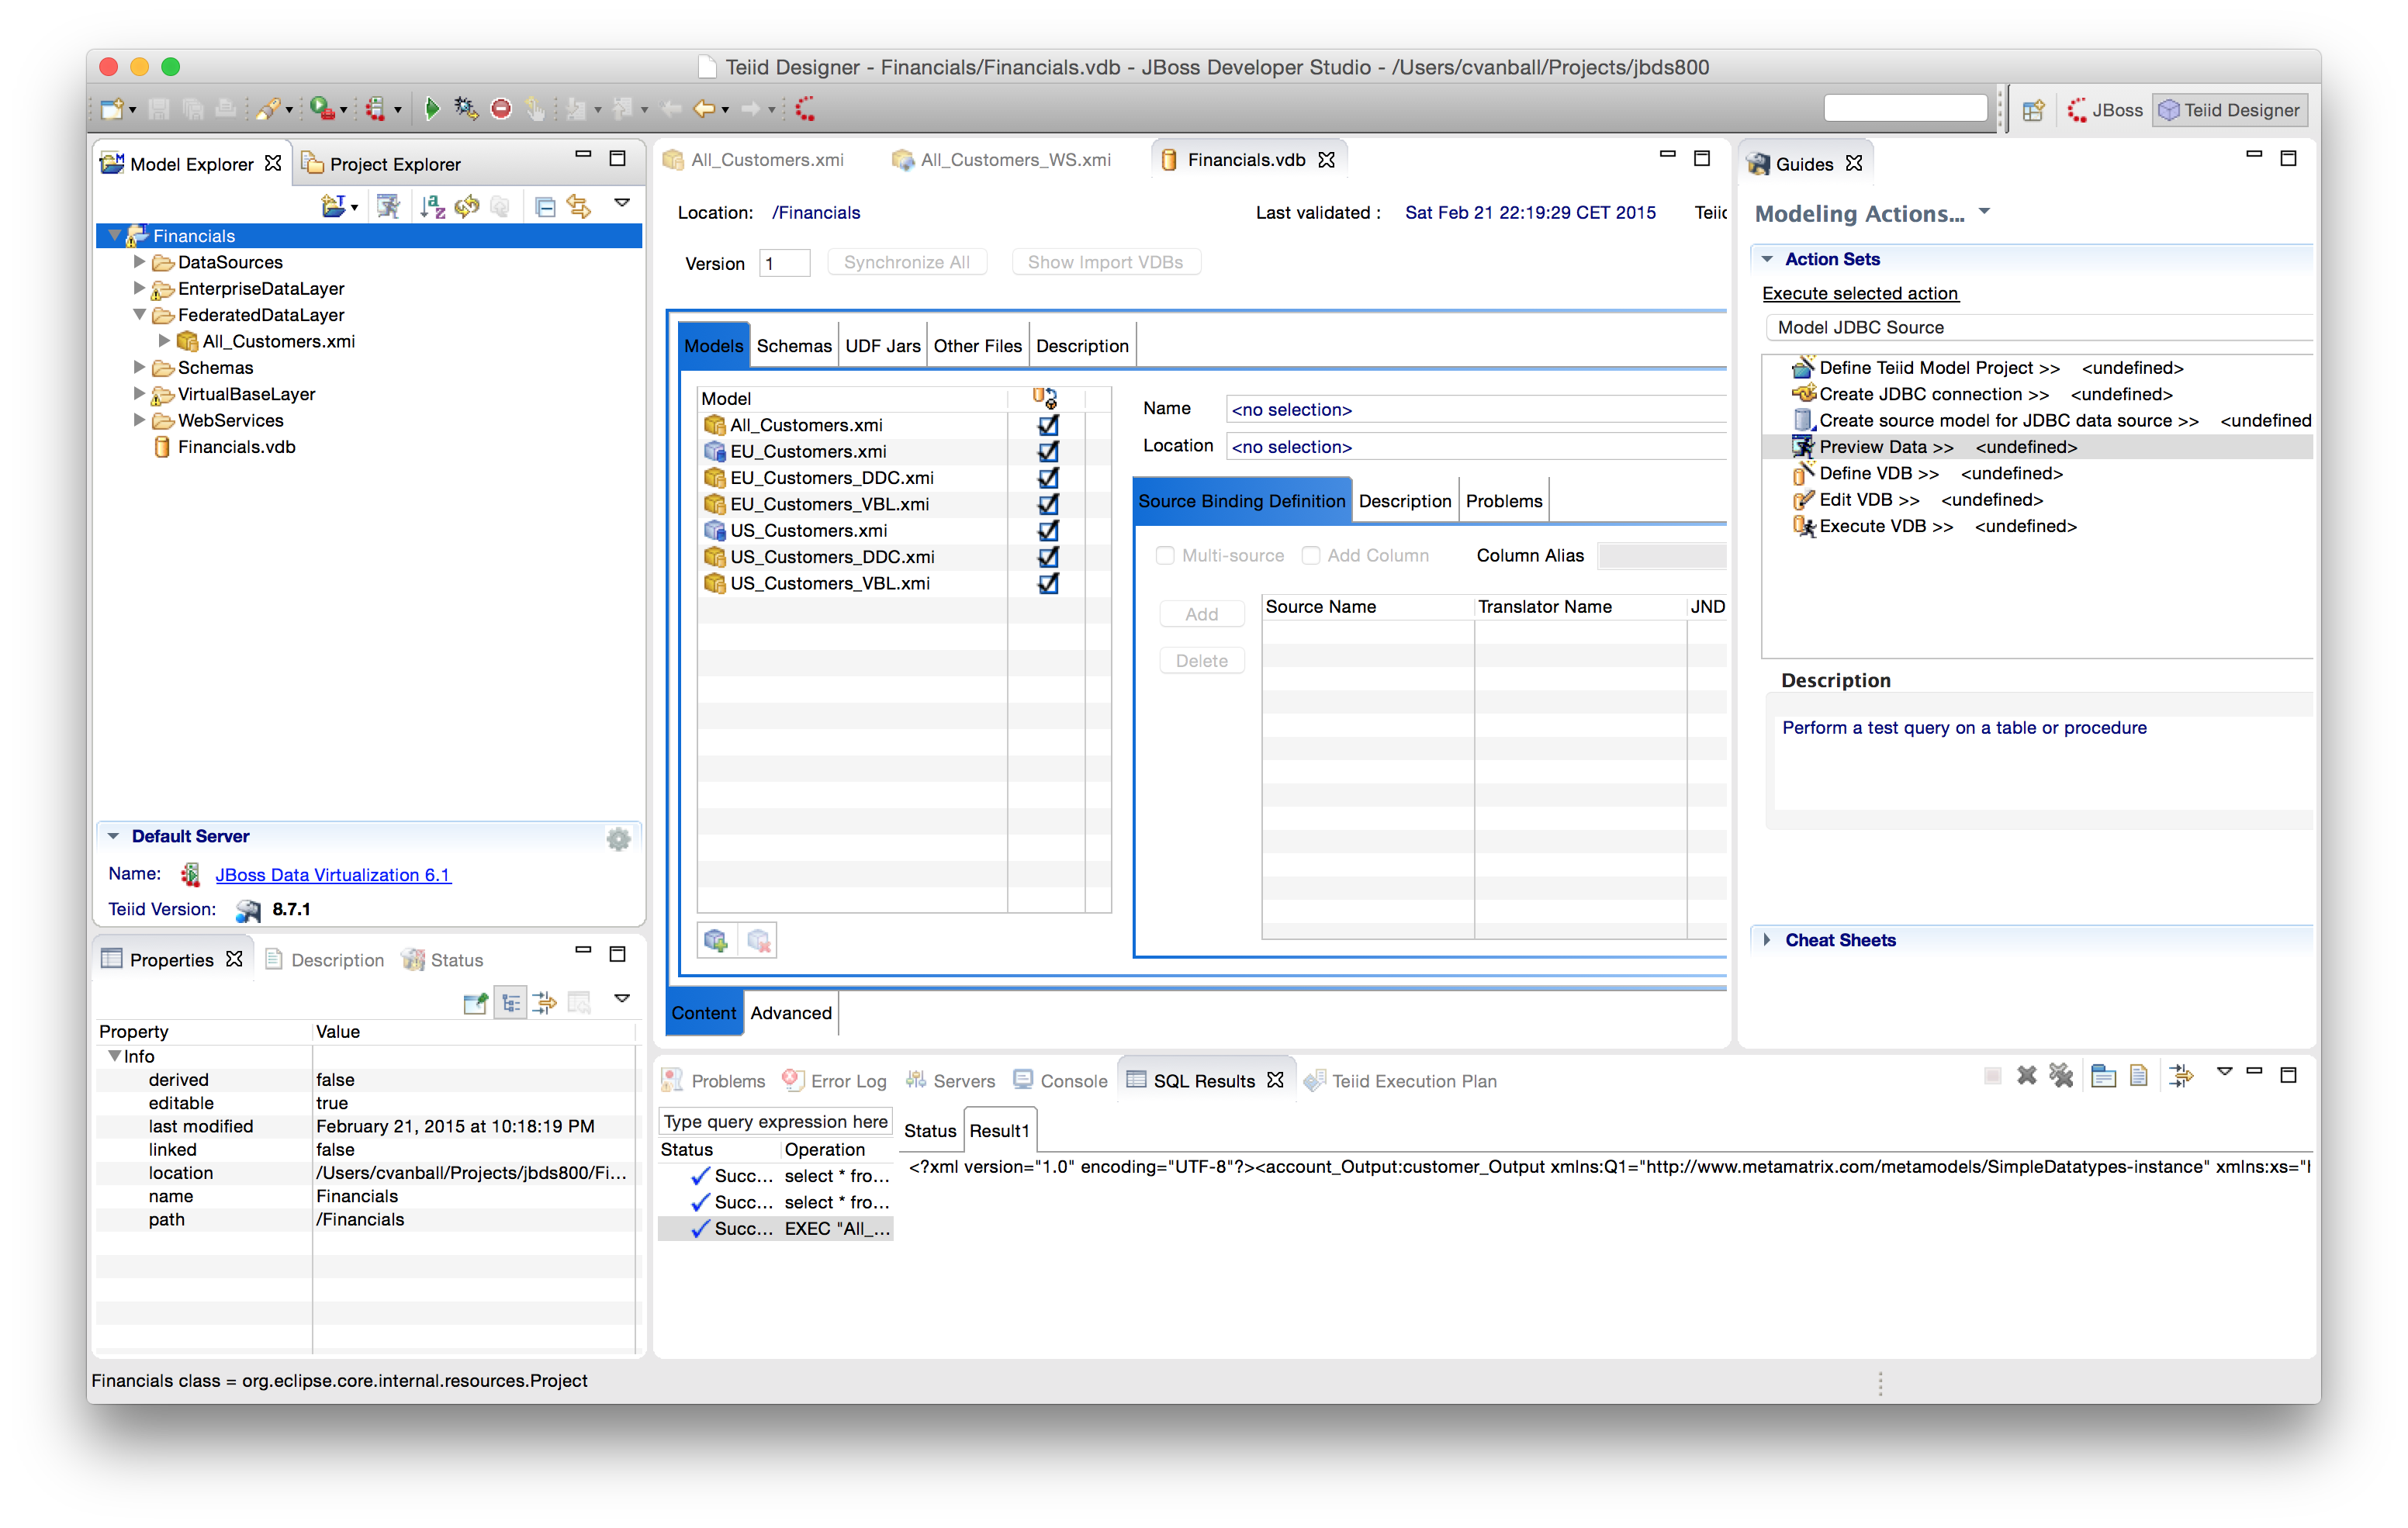 Teiid Designer - Financials/Financials.vdb - JBoss Developer Studio - /Users/cvanball/Projects/jbds800
JBoss
Teiid Designer
Model Explorer
Project Explorer
Financials
DataSources
EnterpriseDataLayer
FederatedDataLayer
All_Customers.xmi
Schemas
VirtualBaseLayer
WebServices
Financials.vdb
Default Server
Name: JBoss Data Virtualization 6.1
Teiid Version: 8.7.1
Properties Description Status
Property Value
Info
derived false
editable true
last modified February 21, 2015 at 10:18:19 PM
linked false
location /Users/cvanball/Projects/jbds800/Fi...
name Financials
path /Financials
All_Customers.xmi All_Customers_WS.xmi Financials.vdb
Location: /Financials Last validated : Sat Feb 21 22:19:29 CET 2015 Teiid
Version 1 Synchronize All Show Import VDBs
Models Schemas UDF Jars Other Files Description
Model
All_Customers.xmi
EU_Customers.xmi
EU_Customers_DDC.xmi
EU_Customers_VBL.xmi
US_Customers.xmi
US_Customers_DDC.xmi
US_Customers_VBL.xmi
Name <no selection>
Location <no selection>
Source Binding Definition Description Problems
Multi-source Add Column Column Alias
Add
Delete
Source Name Translator Name JND
Content Advanced
Guides
Modeling Actions...
Action Sets
Execute selected action
Model JDBC Source
Define Teiid Model Project >> <undefined>
Create JDBC connection >> <undefined>
Create source model for JDBC data source >> <undefined
Preview Data >> <undefined>
Define VDB >> <undefined>
Edit VDB >> <undefined>
Execute VDB >> <undefined>
Description
Perform a test query on a table or procedure
Cheat Sheets
Problems Error Log Servers Console SQL Results Teiid Execution Plan
Type query expression here
Status Operation
Succ... select * fro...
Succ... select * fro...
Succ... EXEC "All_...
Status Result1
<?xml version="1.0" encoding="UTF-8"?><account_Output:customer_Output xmlns:Q1="http://www.metamatrix.com/metamodels/SimpleDatatypes-instance" xmlns:xs="
Financials class = org.eclipse.core.internal.resources.Project